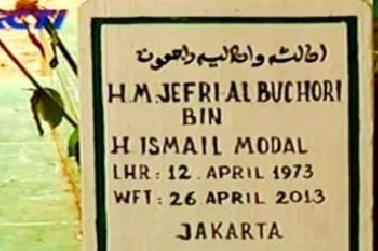 RCTI
انا لله وانا اليه راجعون
H.M.JEFRI AL BUCHORI
BIN
H ISMAIL MODAL
LHR: 12. APRIL 1973
WFT: 26 APRIL 2013
JAKARTA